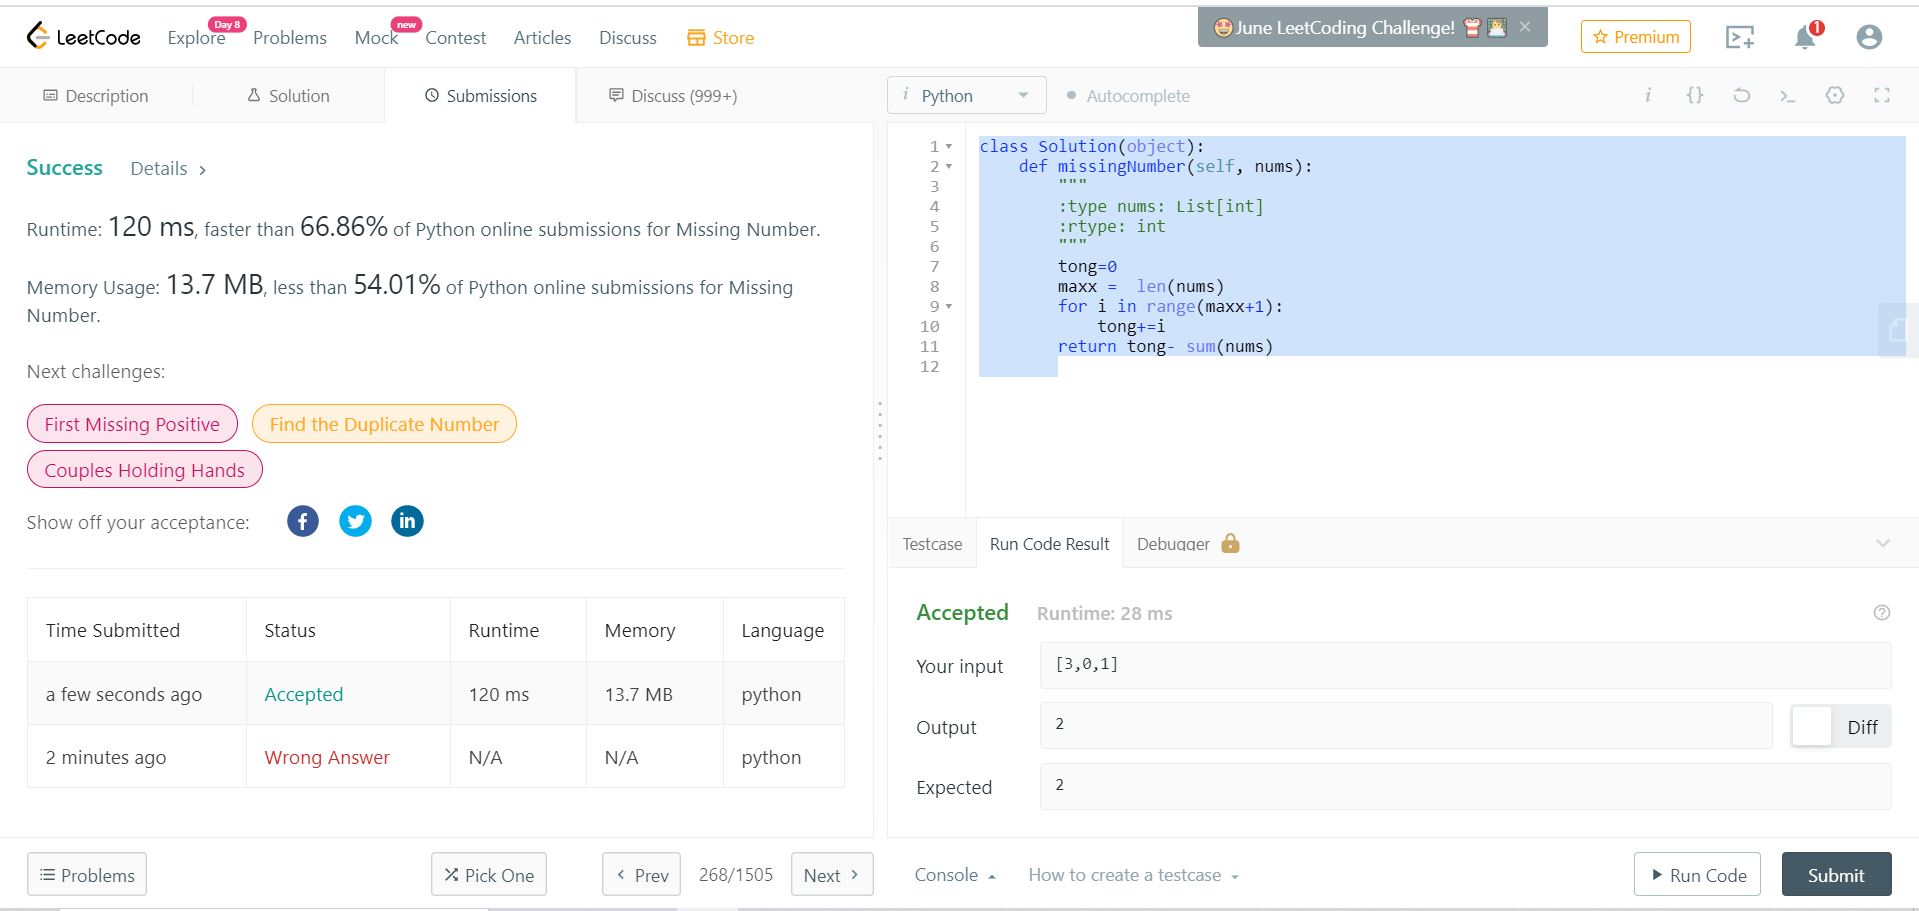 LeetCode
Explore Day 8 Problems Mock new Contest Articles Discuss Store
June LeetCoding Challenge!
Premium
1
Description
Solution
Submissions
Discuss (999+)
i Python
Autocomplete
Success Details
Runtime: 120 ms, faster than 66.86% of Python online submissions for Missing Number.
Memory Usage: 13.7 MB, less than 54.01% of Python online submissions for Missing
Number.
Next challenges:
First Missing Positive
Find the Duplicate Number
Couples Holding Hands
Show off your acceptance:
Time Submitted Status Runtime Memory Language
a few seconds ago Accepted 120 ms 13.7 MB python
2 minutes ago Wrong Answer N/A N/A python
Problems
Pick One
Prev
268/1505
Next
1 class Solution(object):
2     def missingNumber(self, nums):
3         """
4         :type nums: List[int]
5         :rtype: int
6         """
7         tong=0
8         maxx =  len(nums)
9         for i in range(maxx+1):
10             tong+=i
11         return tong- sum(nums)
12
Testcase
Run Code Result
Debugger
Accepted Runtime: 28 ms
Your input [3,0,1]
Output 2 Diff
Expected 2
Console
How to create a testcase
Run Code
Submit